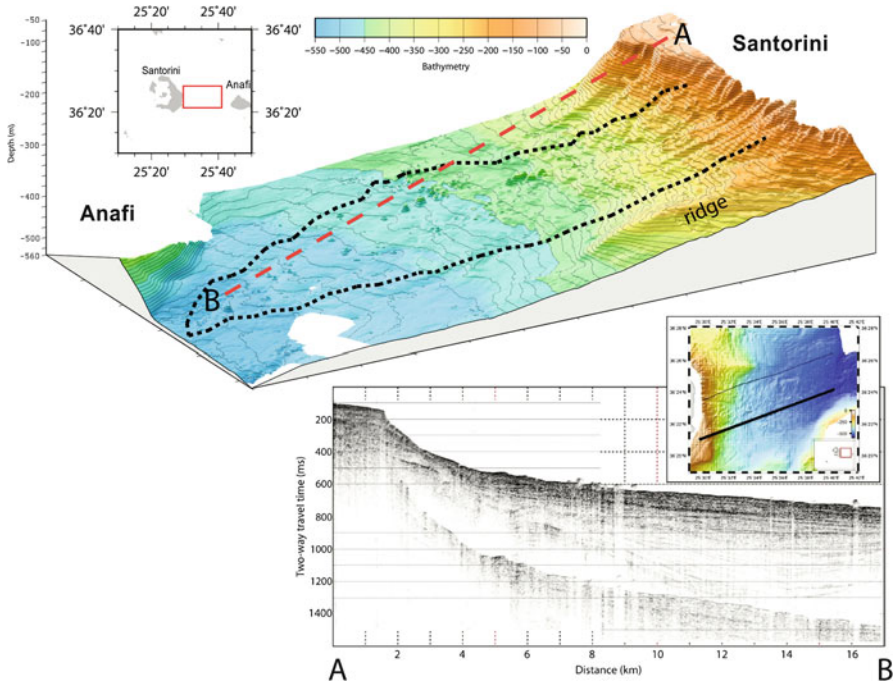 25°20' 25°40'
36°40' 36°40'
Santorini
Anafi
36°20' 36°20'
25°20' 25°40'
−550 −500 −450 −400 −350 −300 −250 −200 −150 −100 −50 0
Bathymetry
A
Santorini
−50
−100
−200
−300
−400
−500
−560
Depth (m)
Anafi
ridge
B
200
400
600
800
1000
1200
1400
Two-way travel time (ms)
2 4 6 8 10 12 14 16
A
Distance (km)
B